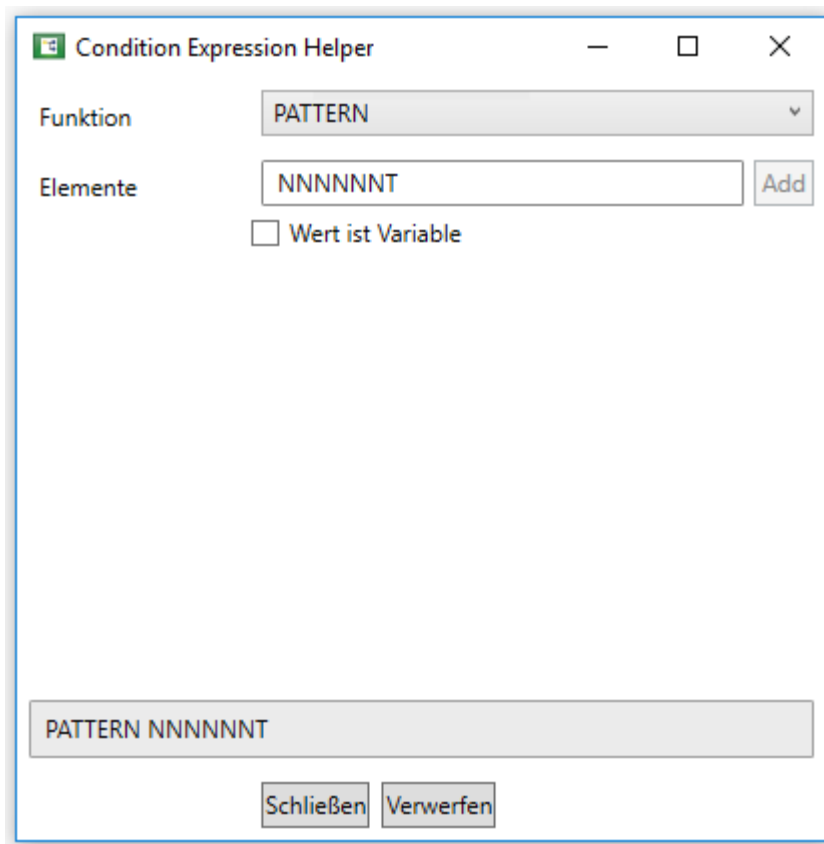 Condition Expression Helper
Funktion PATTERN
Elemente NNNNNNT Add
Wert ist Variable
PATTERN NNNNNNT
Schließen Verwerfen